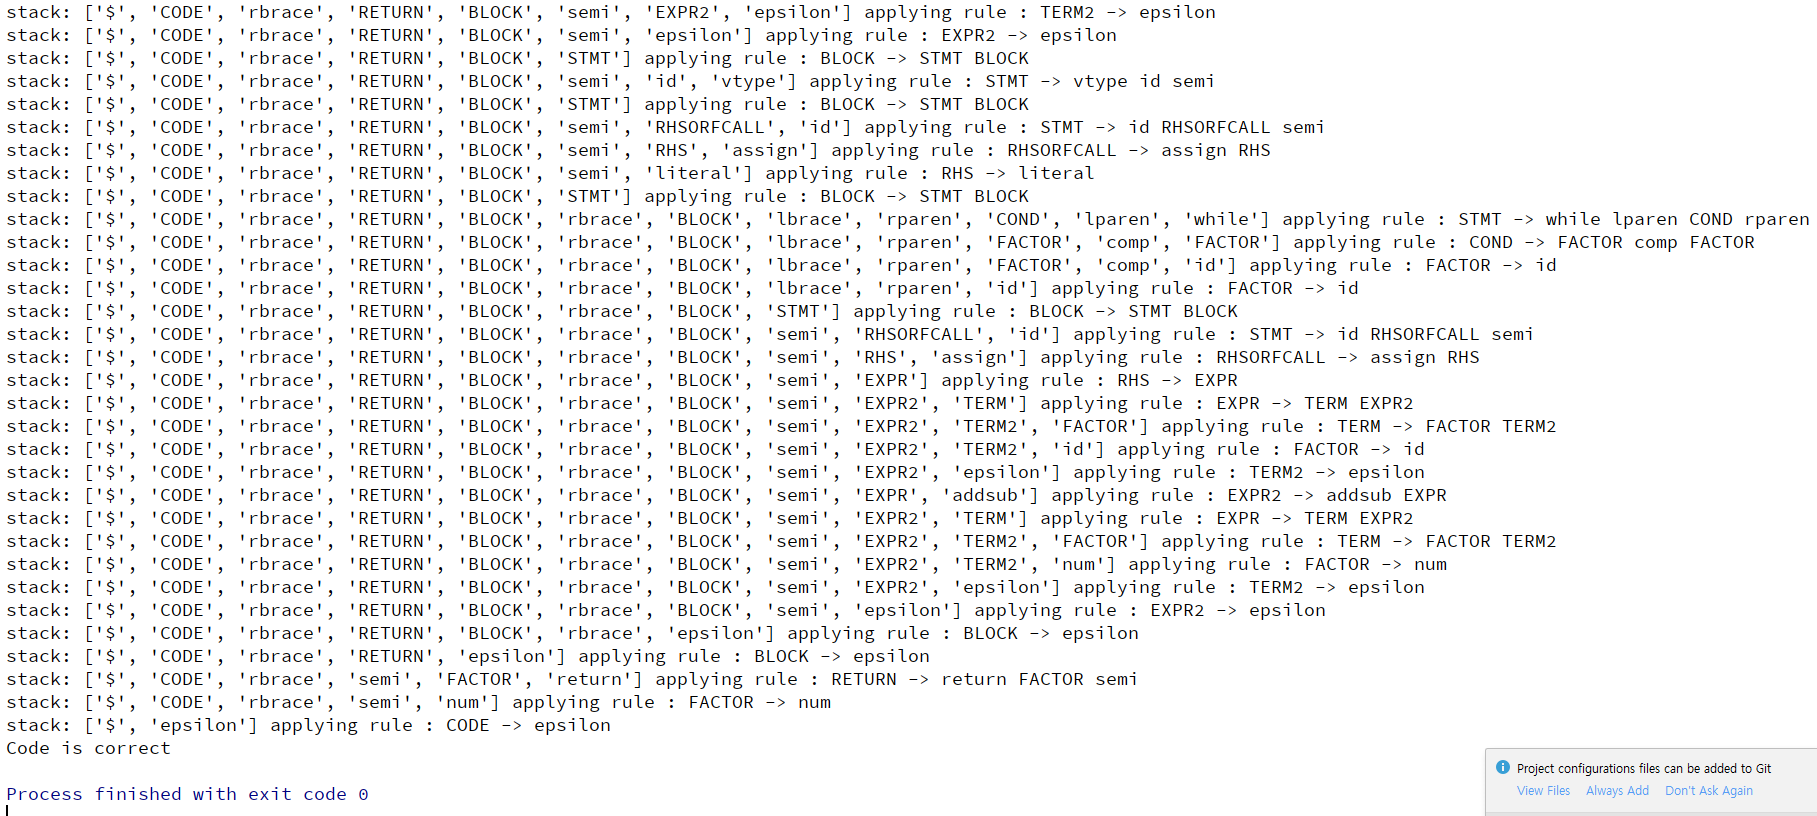 stack: ['$', 'CODE', 'rbrace', 'RETURN', 'BLOCK', 'semi', 'EXPR2', 'epsilon'] applying rule : TERM2 -> epsilon
stack: ['$', 'CODE', 'rbrace', 'RETURN', 'BLOCK', 'semi', 'epsilon'] applying rule : EXPR2 -> epsilon
stack: ['$', 'CODE', 'rbrace', 'RETURN', 'BLOCK', 'STMT'] applying rule : BLOCK -> STMT BLOCK
stack: ['$', 'CODE', 'rbrace', 'RETURN', 'BLOCK', 'semi', 'id', 'vtype'] applying rule : STMT -> vtype id semi
stack: ['$', 'CODE', 'rbrace', 'RETURN', 'BLOCK', 'STMT'] applying rule : BLOCK -> STMT BLOCK
stack: ['$', 'CODE', 'rbrace', 'RETURN', 'BLOCK', 'semi', 'RHSORFCALL', 'id'] applying rule : STMT -> id RHSORFCALL semi
stack: ['$', 'CODE', 'rbrace', 'RETURN', 'BLOCK', 'semi', 'RHS', 'assign'] applying rule : RHSORFCALL -> assign RHS
stack: ['$', 'CODE', 'rbrace', 'RETURN', 'BLOCK', 'semi', 'literal'] applying rule : RHS -> literal
stack: ['$', 'CODE', 'rbrace', 'RETURN', 'BLOCK', 'STMT'] applying rule : BLOCK -> STMT BLOCK
stack: ['$', 'CODE', 'rbrace', 'RETURN', 'BLOCK', 'rbrace', 'BLOCK', 'lbrace', 'rparen', 'COND', 'lparen', 'while'] applying rule : STMT -> while lparen COND rparen
stack: ['$', 'CODE', 'rbrace', 'RETURN', 'BLOCK', 'rbrace', 'BLOCK', 'lbrace', 'rparen', 'FACTOR', 'comp', 'FACTOR'] applying rule : COND -> FACTOR comp FACTOR
stack: ['$', 'CODE', 'rbrace', 'RETURN', 'BLOCK', 'rbrace', 'BLOCK', 'lbrace', 'rparen', 'FACTOR', 'comp', 'id'] applying rule : FACTOR -> id
stack: ['$', 'CODE', 'rbrace', 'RETURN', 'BLOCK', 'rbrace', 'BLOCK', 'lbrace', 'rparen', 'id'] applying rule : FACTOR -> id
stack: ['$', 'CODE', 'rbrace', 'RETURN', 'BLOCK', 'rbrace', 'BLOCK', 'STMT'] applying rule : BLOCK -> STMT BLOCK
stack: ['$', 'CODE', 'rbrace', 'RETURN', 'BLOCK', 'rbrace', 'BLOCK', 'semi', 'RHSORFCALL', 'id'] applying rule : STMT -> id RHSORFCALL semi
stack: ['$', 'CODE', 'rbrace', 'RETURN', 'BLOCK', 'rbrace', 'BLOCK', 'semi', 'RHS', 'assign'] applying rule : RHSORFCALL -> assign RHS
stack: ['$', 'CODE', 'rbrace', 'RETURN', 'BLOCK', 'rbrace', 'BLOCK', 'semi', 'EXPR'] applying rule : RHS -> EXPR
stack: ['$', 'CODE', 'rbrace', 'RETURN', 'BLOCK', 'rbrace', 'BLOCK', 'semi', 'EXPR2', 'TERM'] applying rule : EXPR -> TERM EXPR2
stack: ['$', 'CODE', 'rbrace', 'RETURN', 'BLOCK', 'rbrace', 'BLOCK', 'semi', 'EXPR2', 'TERM2', 'FACTOR'] applying rule : TERM -> FACTOR TERM2
stack: ['$', 'CODE', 'rbrace', 'RETURN', 'BLOCK', 'rbrace', 'BLOCK', 'semi', 'EXPR2', 'TERM2', 'id'] applying rule : FACTOR -> id
stack: ['$', 'CODE', 'rbrace', 'RETURN', 'BLOCK', 'rbrace', 'BLOCK', 'semi', 'EXPR2', 'epsilon'] applying rule : TERM2 -> epsilon
stack: ['$', 'CODE', 'rbrace', 'RETURN', 'BLOCK', 'rbrace', 'BLOCK', 'semi', 'EXPR', 'addsub'] applying rule : EXPR2 -> addsub EXPR
stack: ['$', 'CODE', 'rbrace', 'RETURN', 'BLOCK', 'rbrace', 'BLOCK', 'semi', 'EXPR2', 'TERM'] applying rule : EXPR -> TERM EXPR2
stack: ['$', 'CODE', 'rbrace', 'RETURN', 'BLOCK', 'rbrace', 'BLOCK', 'semi', 'EXPR2', 'TERM2', 'FACTOR'] applying rule : TERM -> FACTOR TERM2
stack: ['$', 'CODE', 'rbrace', 'RETURN', 'BLOCK', 'rbrace', 'BLOCK', 'semi', 'EXPR2', 'TERM2', 'num'] applying rule : FACTOR -> num
stack: ['$', 'CODE', 'rbrace', 'RETURN', 'BLOCK', 'rbrace', 'BLOCK', 'semi', 'EXPR2', 'epsilon'] applying rule : TERM2 -> epsilon
stack: ['$', 'CODE', 'rbrace', 'RETURN', 'BLOCK', 'rbrace', 'BLOCK', 'semi', 'epsilon'] applying rule : EXPR2 -> epsilon
stack: ['$', 'CODE', 'rbrace', 'RETURN', 'BLOCK', 'rbrace', 'epsilon'] applying rule : BLOCK -> epsilon
stack: ['$', 'CODE', 'rbrace', 'RETURN', 'epsilon'] applying rule : BLOCK -> epsilon
stack: ['$', 'CODE', 'rbrace', 'semi', 'FACTOR', 'return'] applying rule : RETURN -> return FACTOR semi
stack: ['$', 'CODE', 'rbrace', 'semi', 'num'] applying rule : FACTOR -> num
stack: ['$', 'epsilon'] applying rule : CODE -> epsilon
Code is correct
Process finished with exit code 0
Project configurations files can be added to Git
View Files Always Add Don't Ask Again